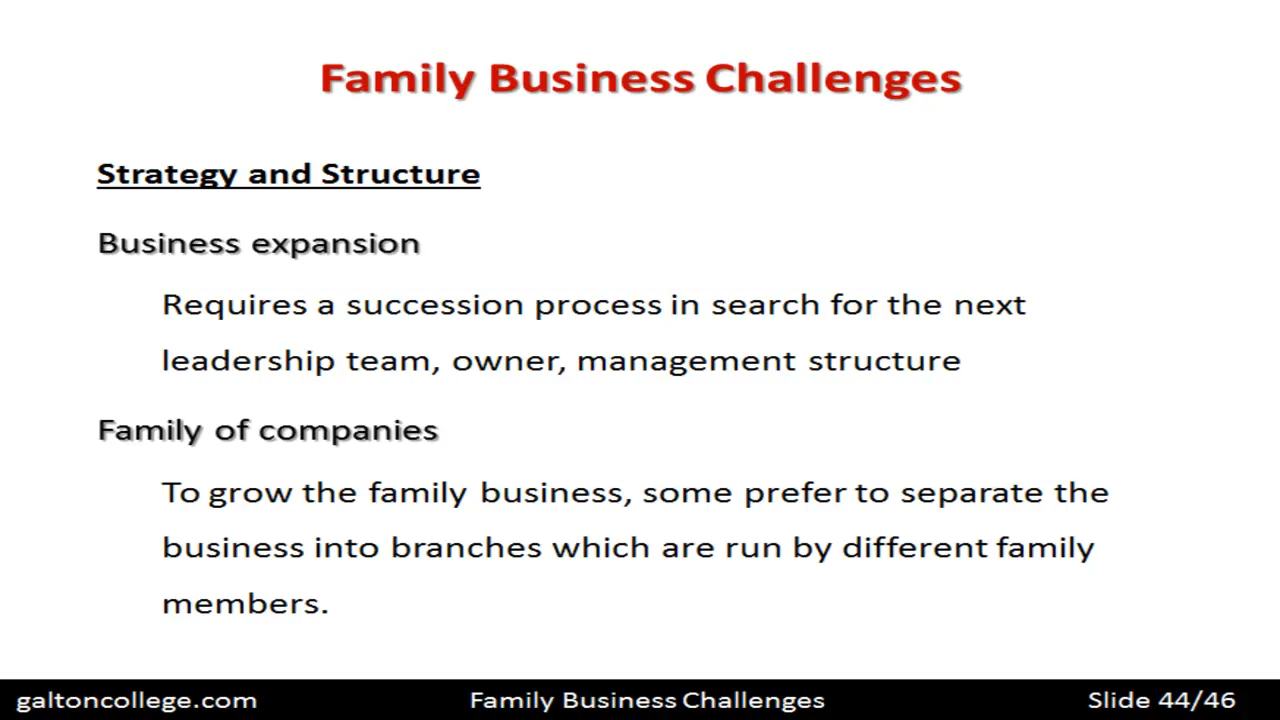 Family Business Challenges
Strategy and Structure
Business expansion
Requires a succession process in search for the next
leadership team, owner, management structure
Family of companies
To grow the family business, some prefer to separate the
business into branches which are run by different family
members.
galtoncollege.com Family Business Challenges Slide 44/46